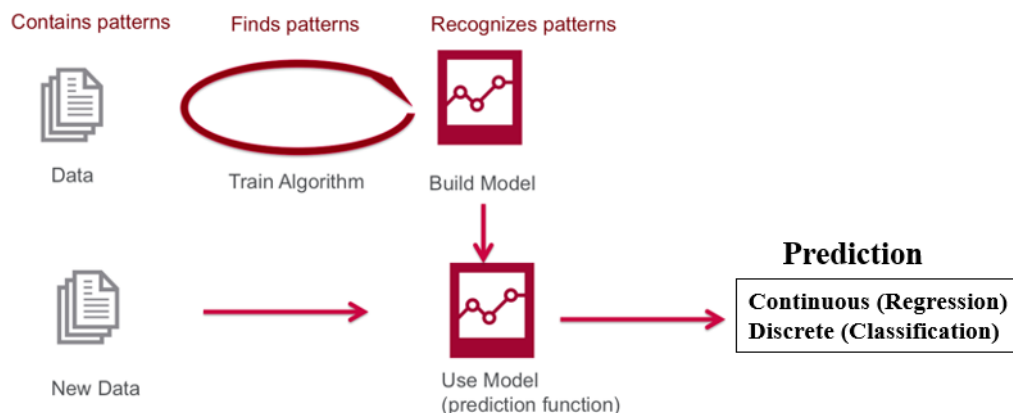 Contains patterns
Finds patterns
Recognizes patterns
Data
Train Algorithm
Build Model
Prediction
Continuous (Regression)
Discrete (Classification)
New Data
Use Model
(prediction function)